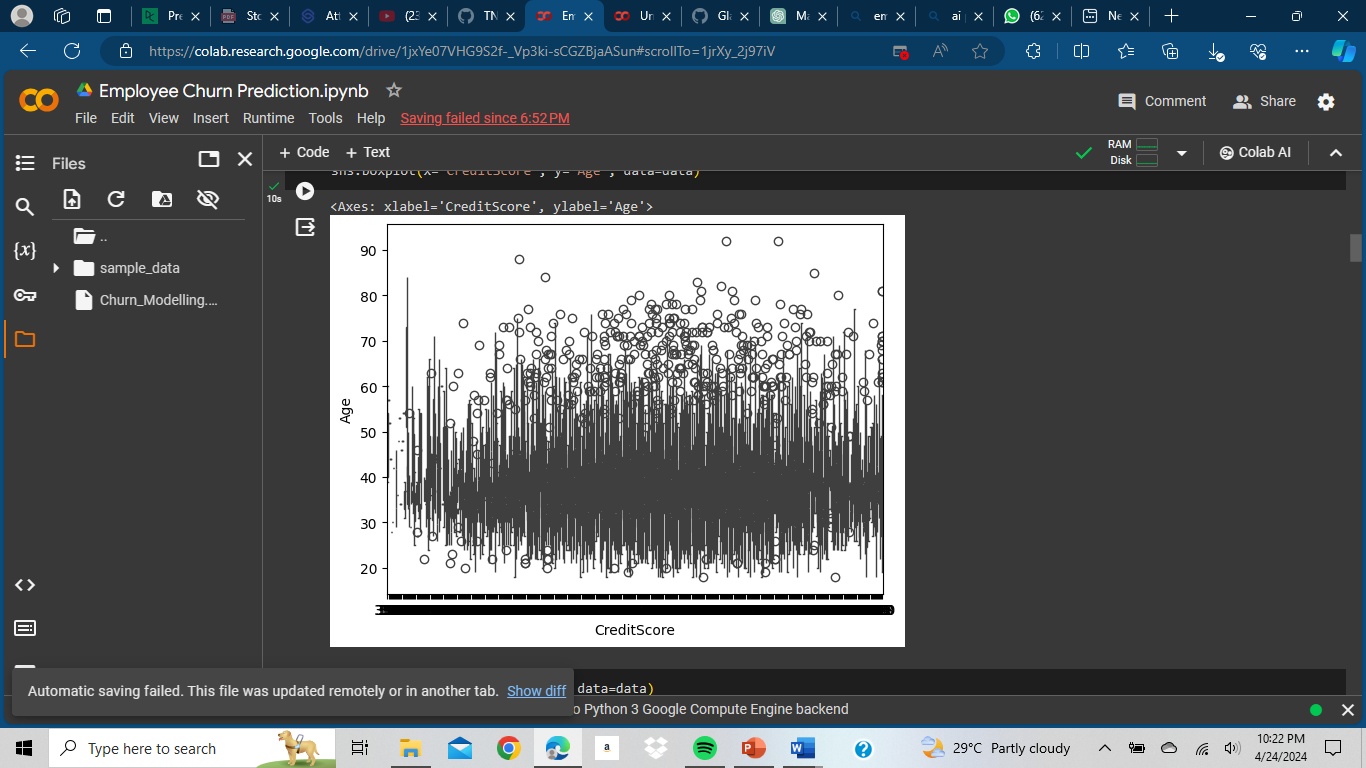 Pre
Sto
Att
(23
TN
Em
Un
Gla
Ma
em
ai
(62
Ne
https://colab.research.google.com/drive/1jxYe07VHG9S2f-_Vp3ki-sCGZBjaASun#scrollTo=1jrXy_2j97iV
Employee Churn Prediction.ipynb
Comment Share
File Edit View Insert Runtime Tools Help Saving failed since 6:52 PM
Files
+ Code + Text
RAM
Disk
Colab AI
sns.boxplot(x='CreditScore', y='Age', data=data)
10s
<Axes: xlabel='CreditScore', ylabel='Age'>
..
sample_data
Churn_Modelling....
90
80
70
60
50
40
30
20
Age
CreditScore
data=data)
Automatic saving failed. This file was updated remotely or in another tab. Show diff
o Python 3 Google Compute Engine backend
Type here to search
29°C Partly cloudy
10:22 PM
4/24/2024